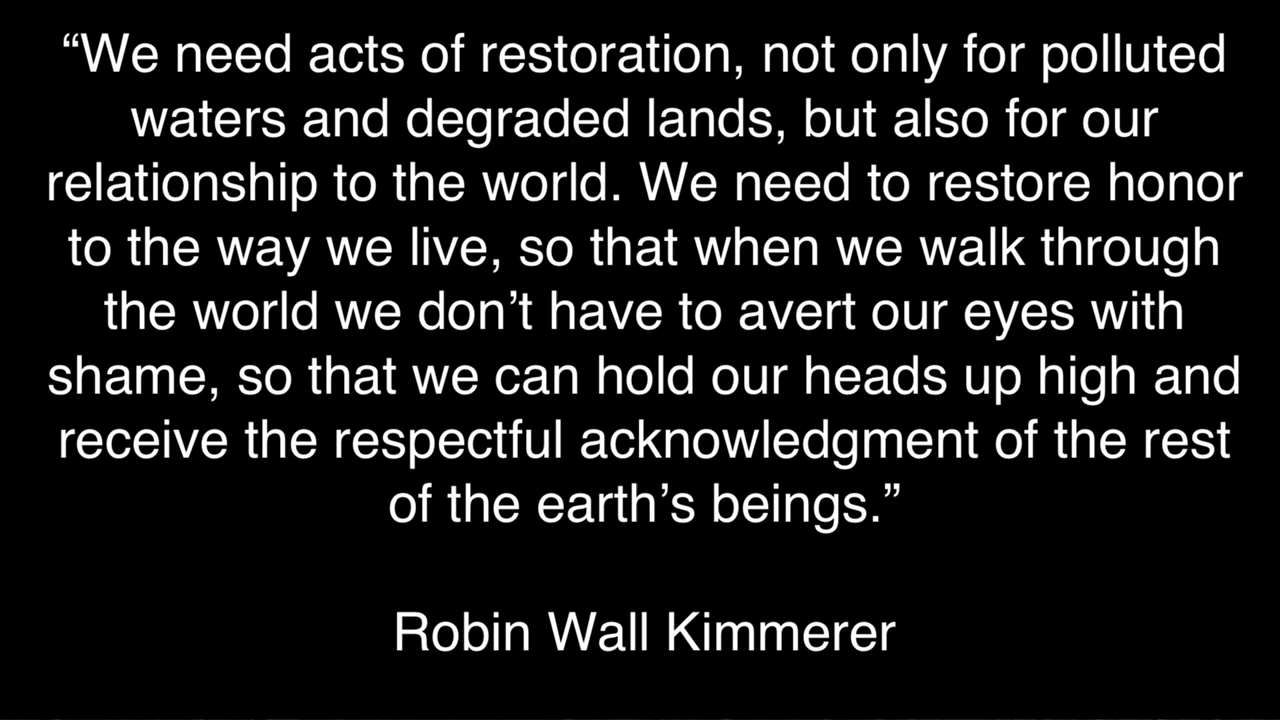 “We need acts of restoration, not only for polluted
waters and degraded lands, but also for our
relationship to the world. We need to restore honor
to the way we live, so that when we walk through
the world we don’t have to avert our eyes with
shame, so that we can hold our heads up high and
receive the respectful acknowledgment of the rest
of the earth’s beings.”
Robin Wall Kimmerer